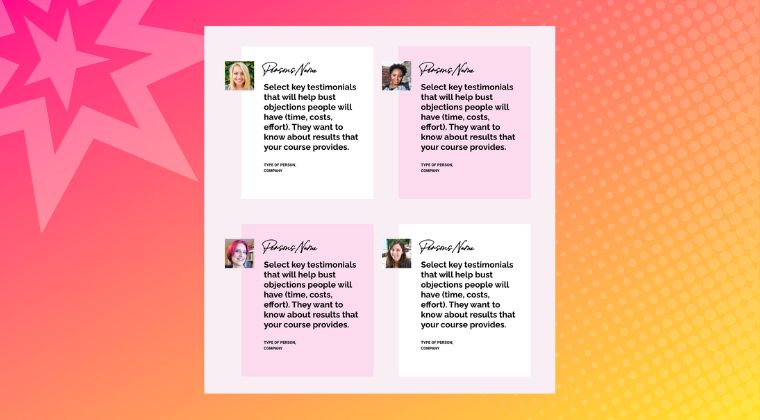 Persons Name
Select key testimonials
that will help bust
objections people will
have (time, costs,
effort). They want to
know about results that
your course provides.
TYPE OF PERSON,
COMPANY
Persons Name
Select key testimonials
that will help bust
objections people will
have (time, costs,
effort). They want to
know about results that
your course provides.
TYPE OF PERSON,
COMPANY
Persons Name
Select key testimonials
that will help bust
objections people will
have (time, costs,
effort). They want to
know about results that
your course provides.
TYPE OF PERSON,
COMPANY
Persons Name
Select key testimonials
that will help bust
objections people will
have (time, costs,
effort). They want to
know about results that
your course provides.
TYPE OF PERSON,
COMPANY